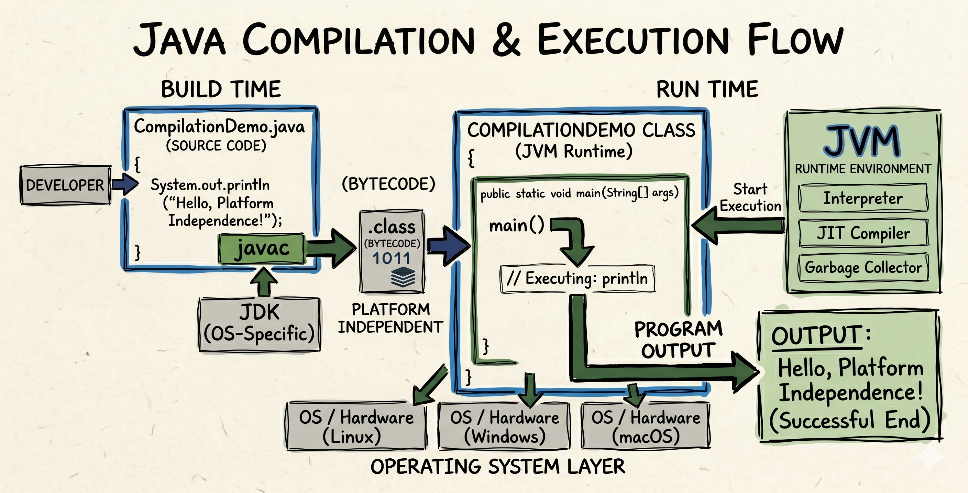 JAVA COMPILATION & EXECUTION FLOW
BUILD TIME
RUN TIME
DEVELOPER
CompilationDemo.java
(SOURCE CODE)
{
System.out.println
("Hello, Platform
Independence!");
}
javac
JDK
(OS-Specific)
(BYTECODE)
.class
(BYTECODE)
1011
PLATFORM
INDEPENDENT
COMPILATIONDEMO CLASS
(JVM Runtime)
{
public static void main(String[] args)
main()
// Executing: println
}
}
Start
Execution
JVM
RUNTIME ENVIRONMENT
Interpreter
JIT Compiler
Garbage Collector
PROGRAM
OUTPUT
OUTPUT:
Hello, Platform
Independence!
(Successful End)
OS / Hardware
(Linux)
OS / Hardware
(Windows)
OS / Hardware
(macOS)
OPERATING SYSTEM LAYER